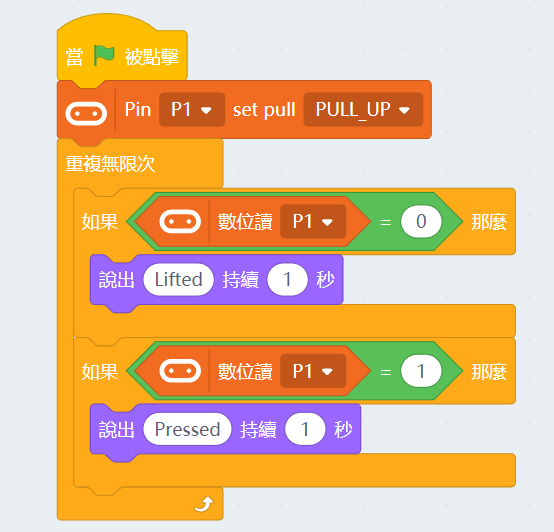 當 被點擊
Pin P1 set pull PULL_UP
重複無限次
如果 數位讀 P1 = 0 那麼
說出 Lifted 持續 1 秒
如果 數位讀 P1 = 1 那麼
說出 Pressed 持續 1 秒